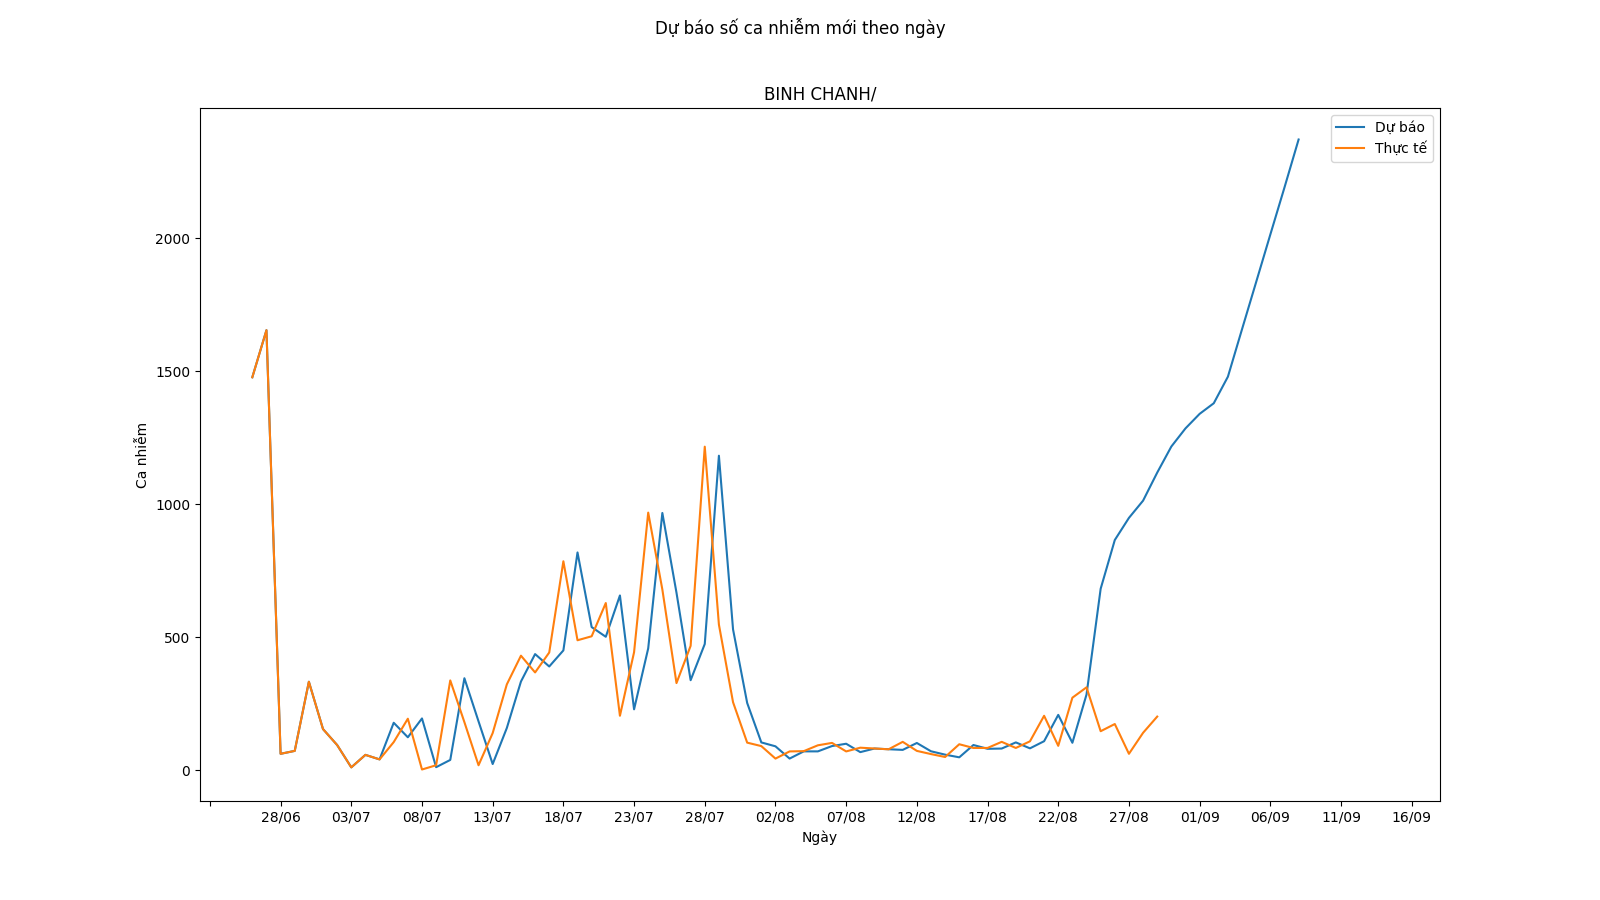 Dự báo số ca nhiễm mới theo ngày
BINH CHANH/
Dự báo
Thực tế
Ca nhiễm
2000
1500
1000
500
0
28/06 03/07 08/07 13/07 18/07 23/07 28/07 02/08 07/08 12/08 17/08 22/08 27/08 01/09 06/09 11/09 16/09
Ngày